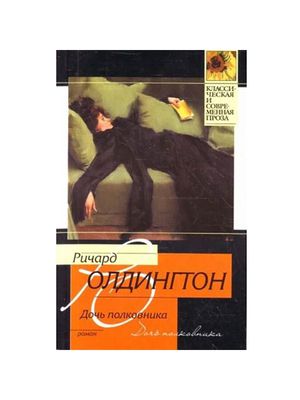 КЛАССИ-
ЧЕСКАЯ И
СОВРЕ-
МЕННАЯ
ПРОЗА
Ричард
ОЛДИНГТОН
Дочь полковника
роман
Дочь полковника